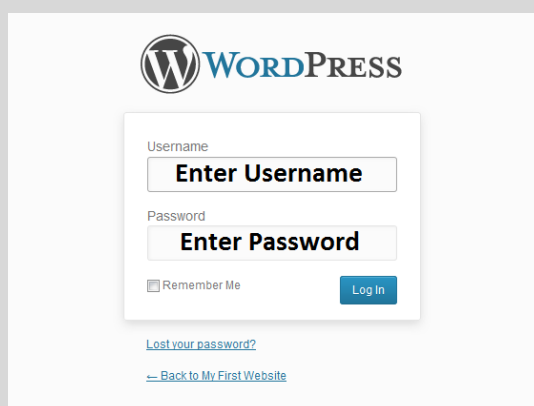 WORDPRESS
Username
Enter Username
Password
Enter Password
Remember Me
Log In
Lost your password?
← Back to My First Website